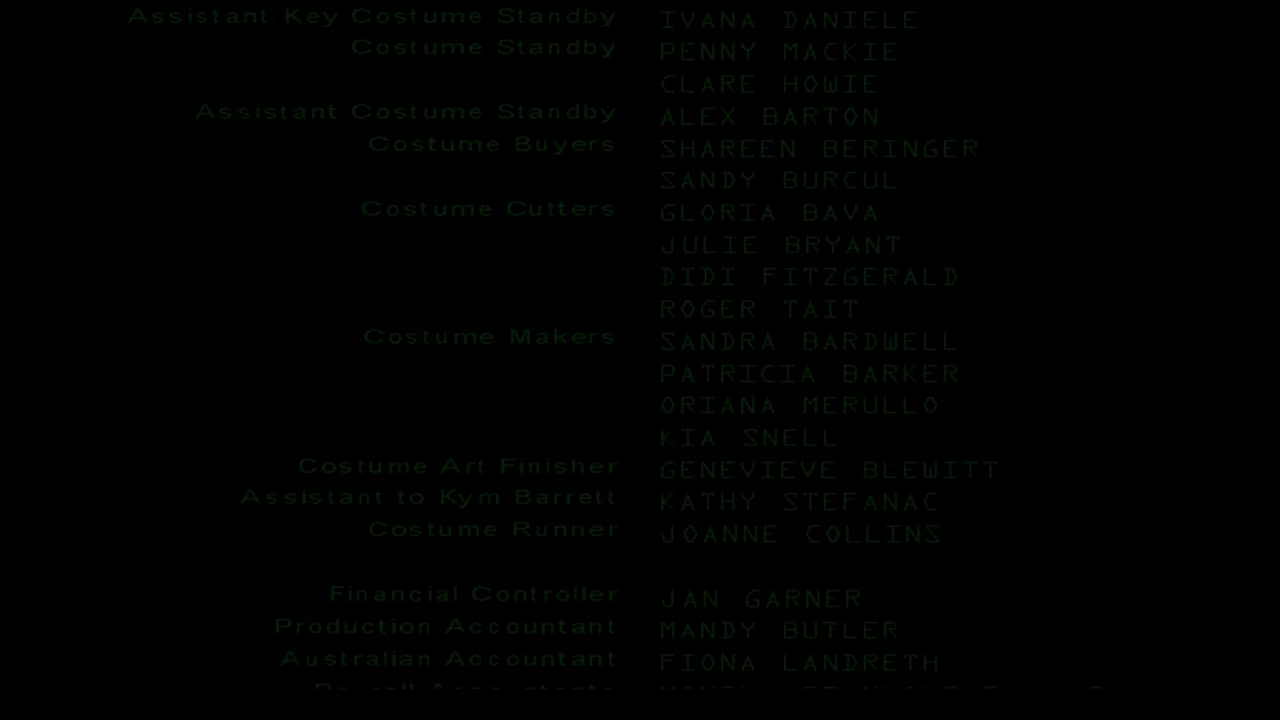 Assistant Key Costume Standby IVANA DANIELE
Costume Standby PENNY MACKIE
CLARE HOWIE
Assistant Costume Standby ALEX BARTON
Costume Buyers SHAREEN BERINGER
SANDY BURCUL
Costume Cutters GLORIA BAVA
JULIE BRYANT
DIDI FITZGERALD
ROGER TAIT
Costume Makers SANDRA BARDWELL
PATRICIA BARKER
ORIANA MERULLO
KIA SNELL
Costume Art Finisher GENEVIEVE BLEWITT
Assistant to Kym Barrett KATHY STEFANAC
Costume Runner JOANNE COLLINS
Financial Controller JAN GARNER
Production Accountant MANDY BUTLER
Australian Accountant FIONA LANDRETH